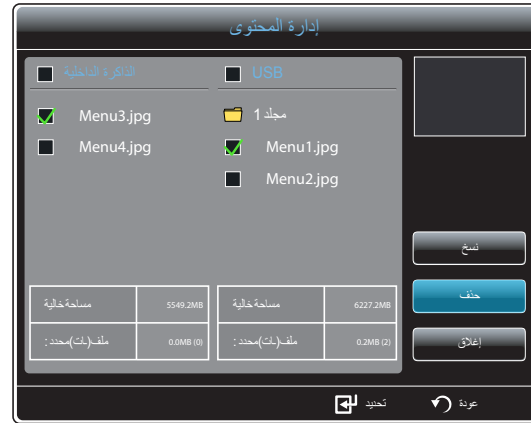 إدارة المحتوى
الذاكرة الداخلية
USB
Menu3.jpg
مجلد 1
Menu4.jpg
Menu1.jpg
Menu2.jpg
نسخ
حذف
إغلاق
مساحة خالية 5549.2MB
مساحة خالية 6227.2MB
ملف(ات)محدد : 0.0MB (0)
ملف(ات)محدد : 0.2MB (2)
تحديد
عودة